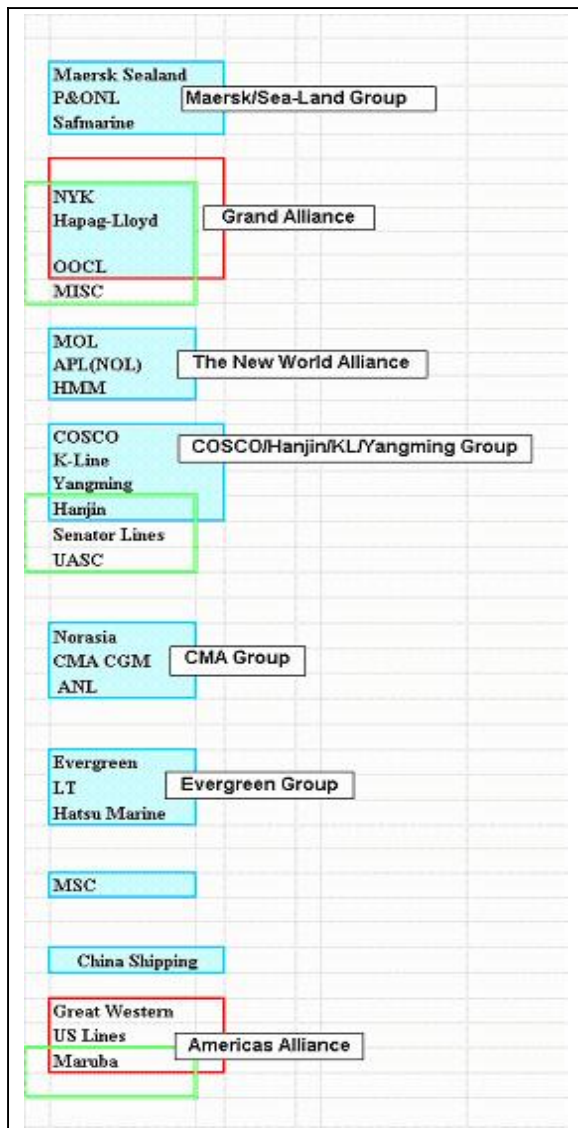 Maersk Sealand
P&ONL
Maersk/Sea-Land Group
Safmarine
NYK
Hapag-Lloyd
Grand Alliance
OOCL
MISC
MOL
APL(NOL)
The New World Alliance
HMM
COSCO
COSCO/Hanjin/KL/Yangming Group
K-Line
Yangming
Hanjin
Senator Lines
UASC
Norasia
CMA CGM
CMA Group
ANL
Evergreen
LT
Evergreen Group
Hatsu Marine
MSC
China Shipping
Great Western
US Lines
Americas Alliance
Maruba